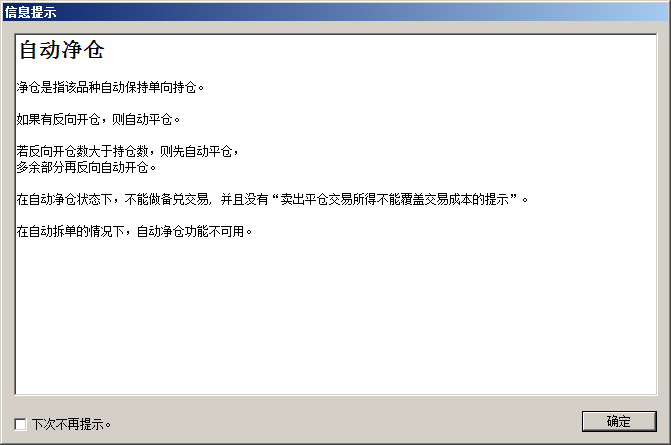 信息提示
自动净仓
净仓是指该品种自动保持单向持仓。
如果有反向开仓，则自动平仓。
若反向开仓数大于持仓数，则先自动平仓，
多余部分再反向自动开仓。
在自动净仓状态下，不能做备兑交易, 并且没有“卖出平仓交易所得不能覆盖交易成本的提示”。
在自动拆单的情况下，自动净仓功能不可用。
下次不再提示。
确定